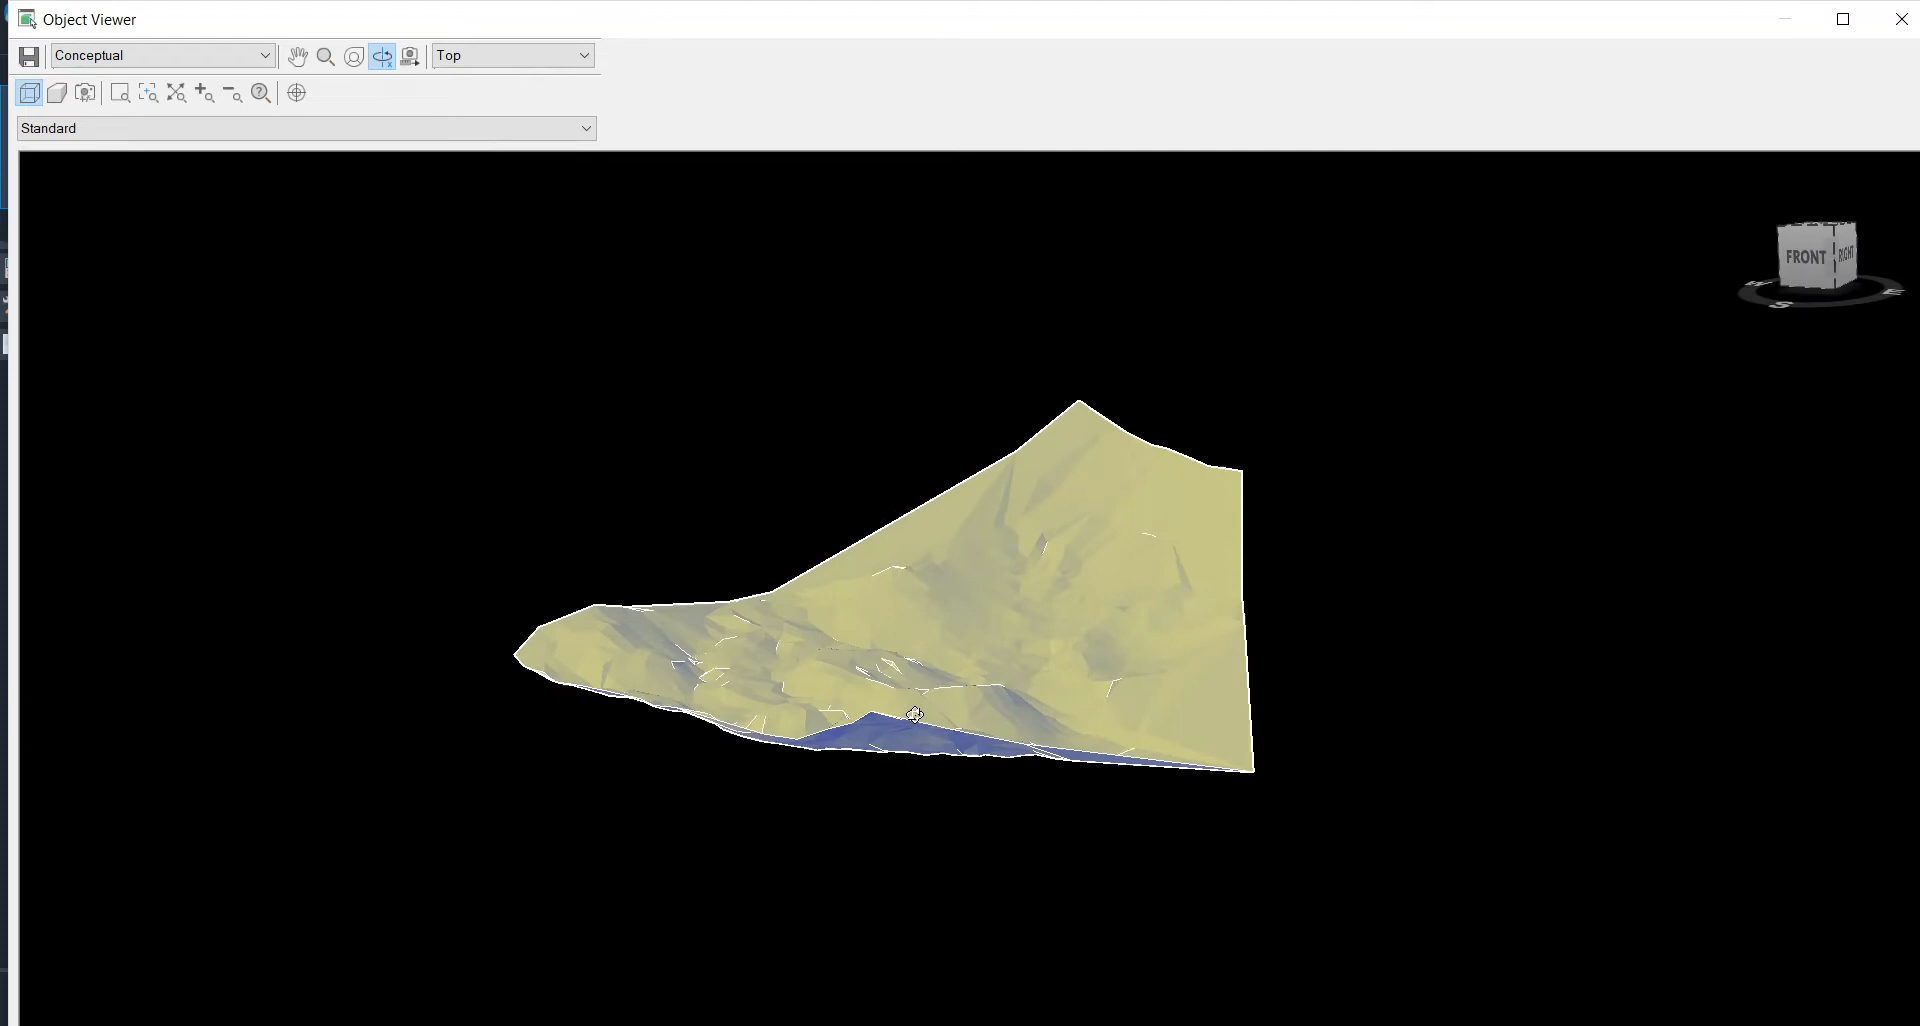 Object Viewer
Conceptual
Top
Standard
FRONT
RIGHT
W
S
E